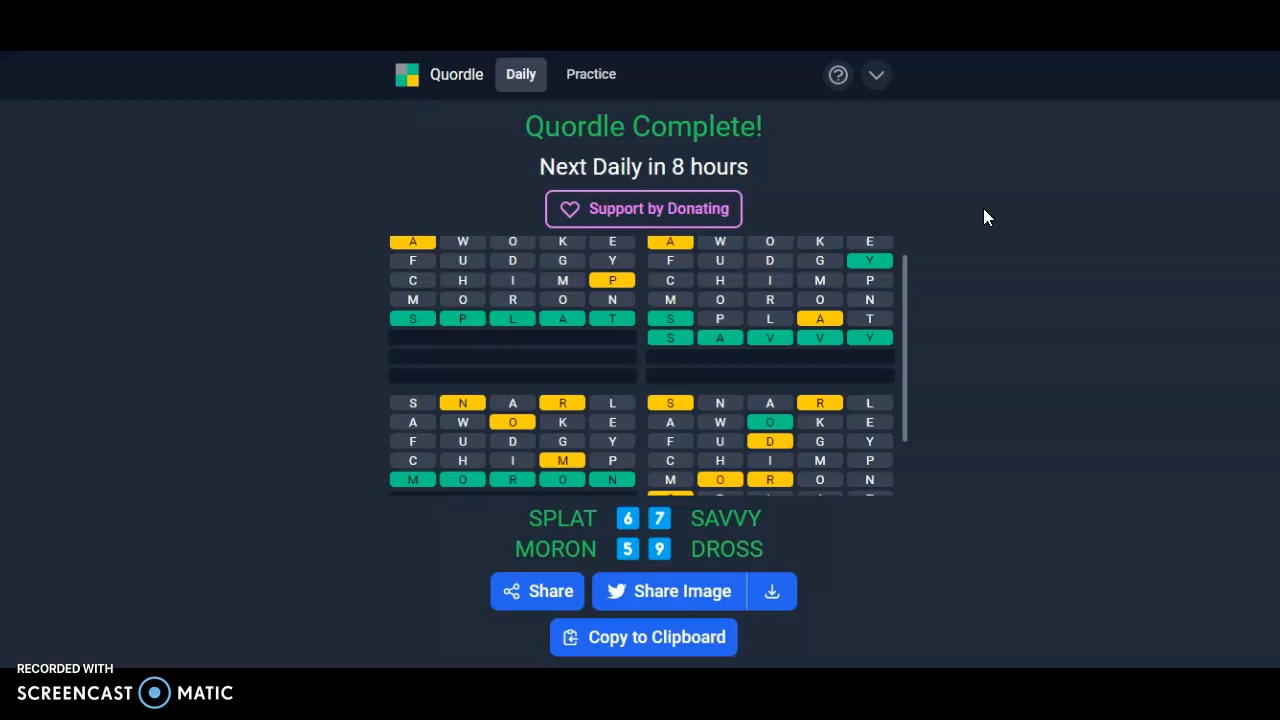 Quordle Daily Practice
Quordle Complete!
Next Daily in 8 hours
Support by Donating
A W O K E A W O K E
F U D G Y F U D G Y
C H I M P C H I M P
M O R O N M O R O N
S P L A T S P L A T
S A V V Y
S N A R L S N A R L
A W O K E A W O K E
F U D G Y F U D G Y
C H I M P C H I M P
M O R O N M O R O N
SPLAT 6 7 SAVVY
MORON 5 9 DROSS
Share Share Image
Copy to Clipboard
RECORDED WITH
SCREENCAST MATIC